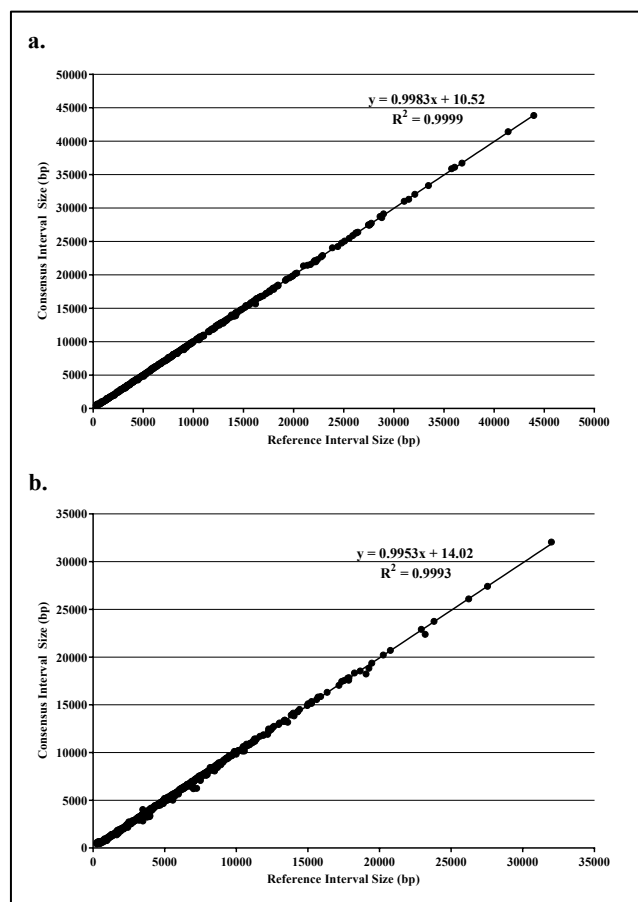 a.
50000
45000
40000
35000
30000
25000
20000
15000
10000
5000
0
Consensus Interval Size (bp)
y = 0.9983x + 10.52
R² = 0.9999
0 5000 10000 15000 20000 25000 30000 35000 40000 45000 50000
Reference Interval Size (bp)
b.
35000
30000
25000
20000
15000
10000
5000
0
Consensus Interval Size (bp)
y = 0.9953x + 14.02
R² = 0.9993
0 5000 10000 15000 20000 25000 30000 35000
Reference Interval Size (bp)